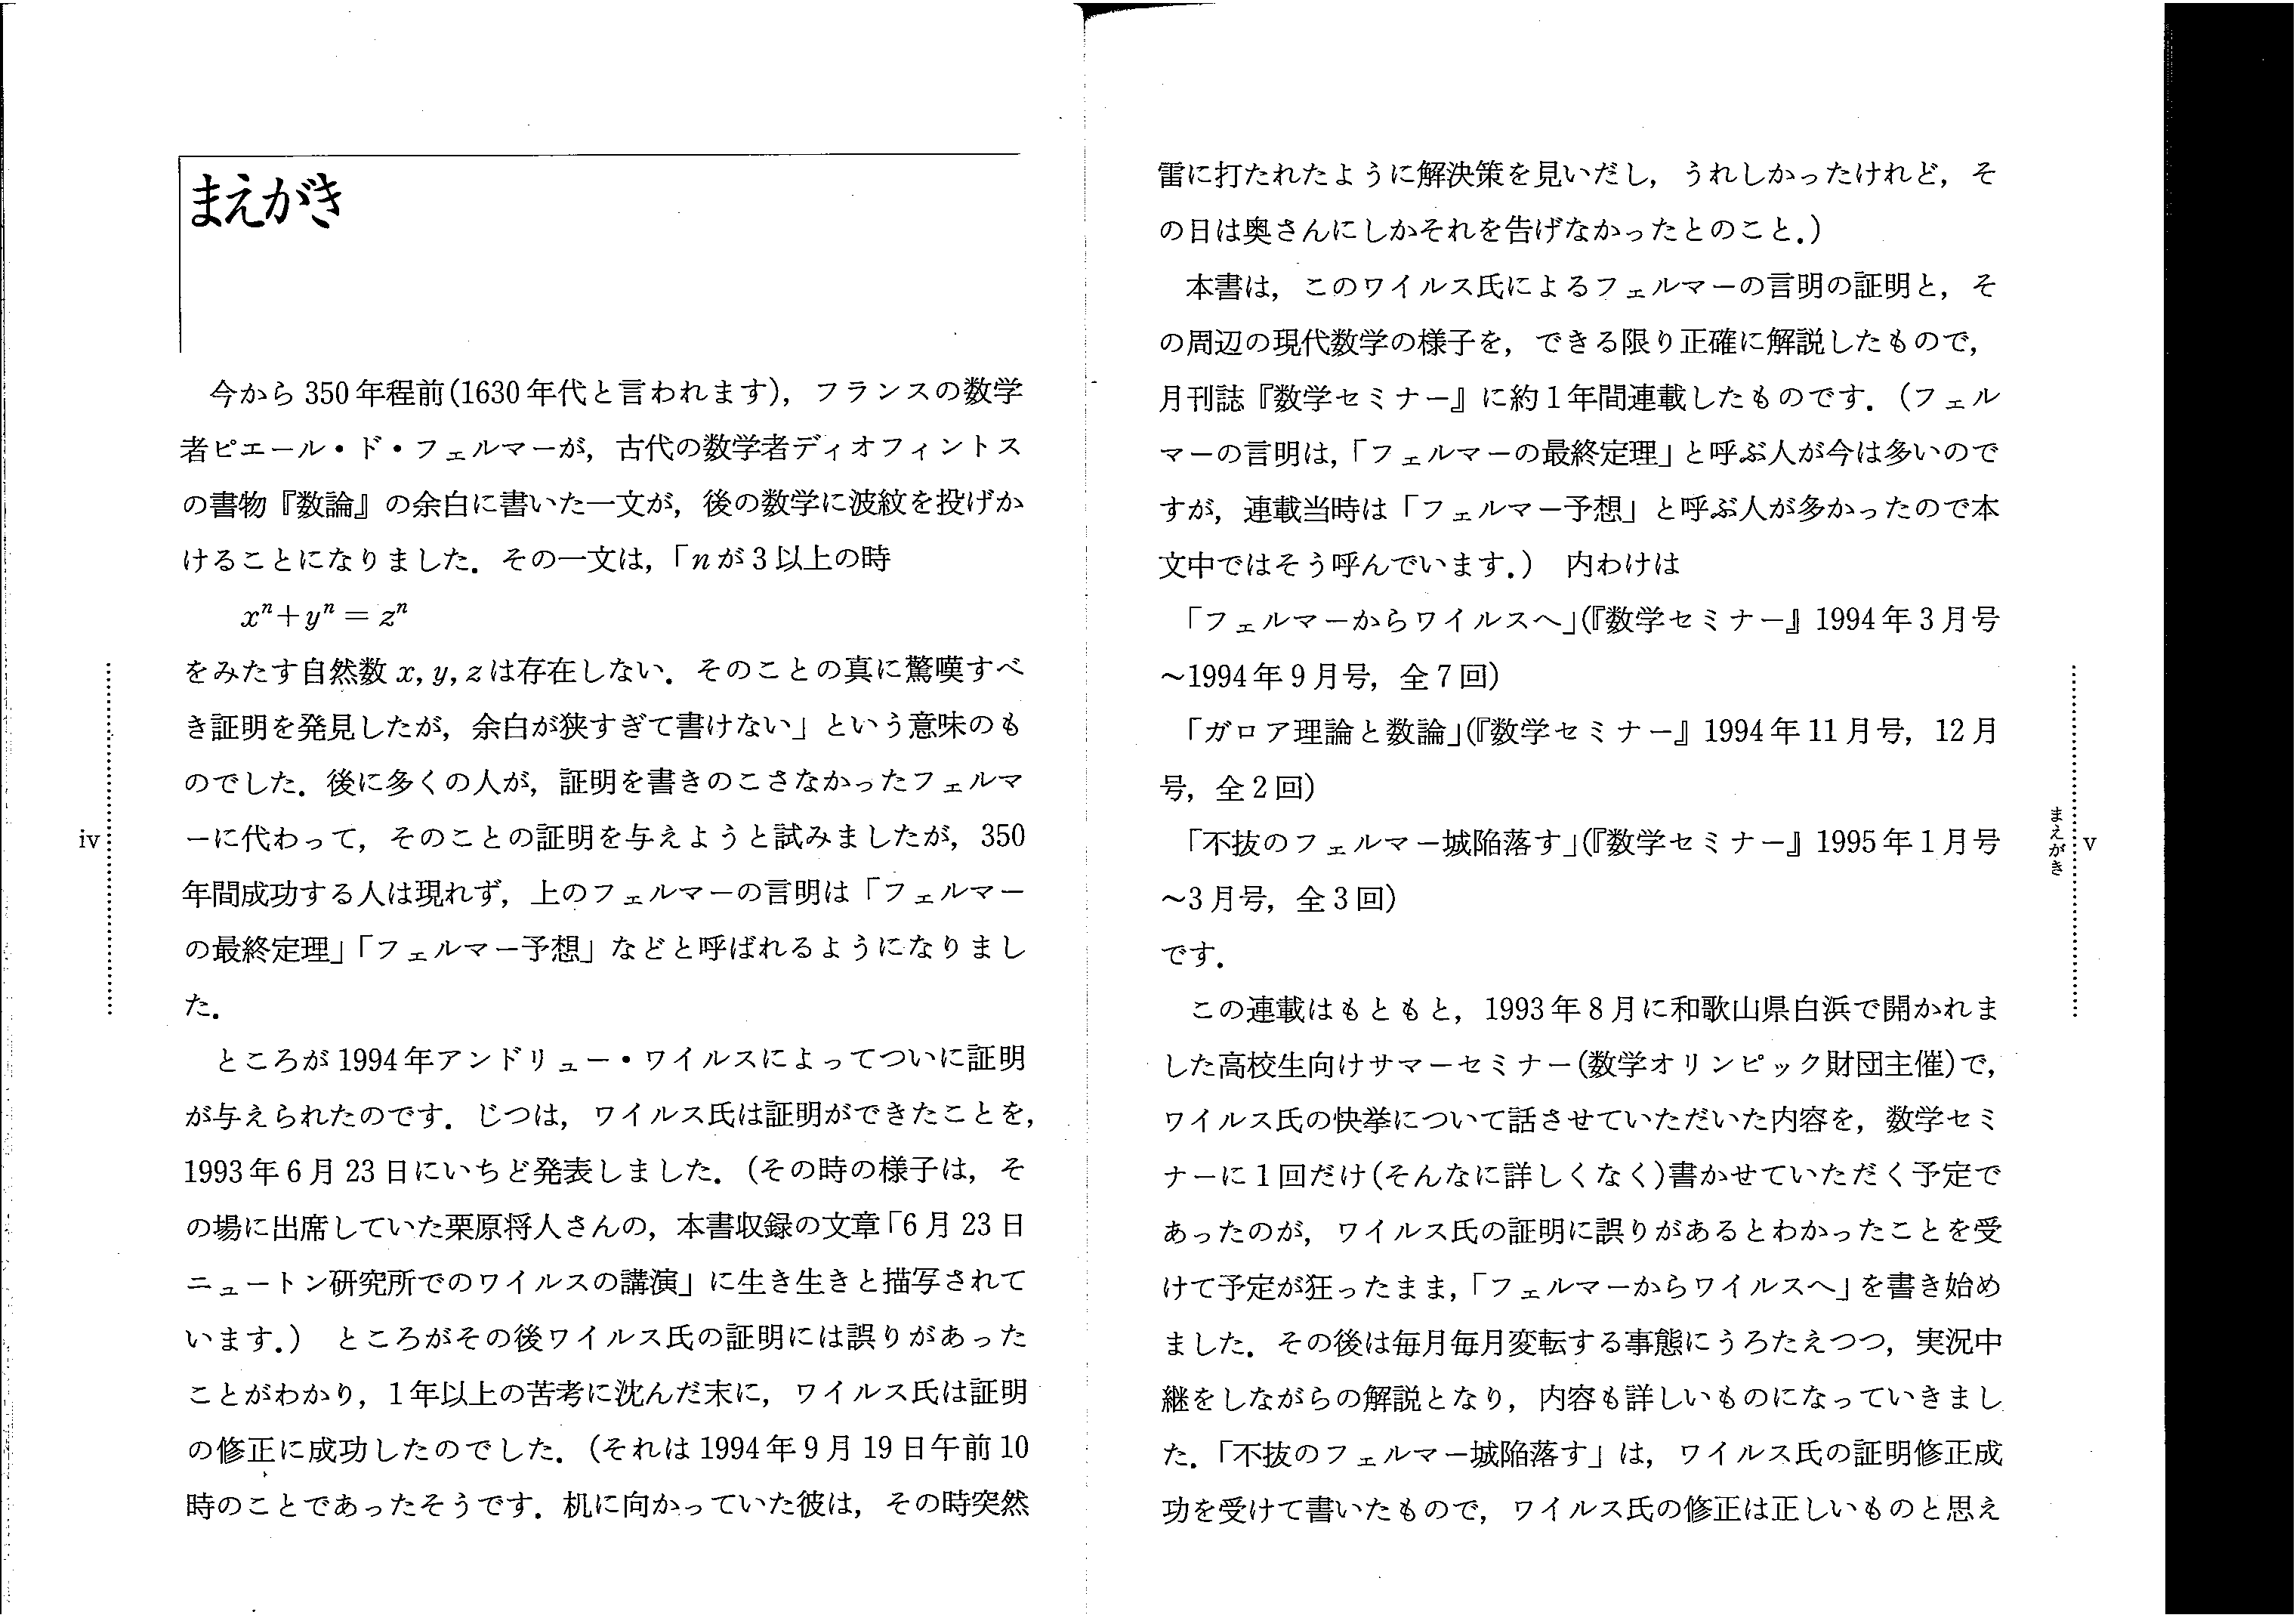 まえがき
今から350年程前(1630年代と言われます)，フランスの数学
者ピエール・ド・フェルマーが，古代の数学者ディオフィントス
の書物『数論』の余白に書いた一文が，後の数学に波紋を投げか
けることになりました．その一文は，「nが3以上の時
xⁿ+yⁿ = zⁿ
をみたす自然数x, y, zは存在しない．そのことの真に驚嘆すべ
き証明を発見したが，余白が狭すぎて書けない」という意味のも
のでした．後に多くの人が，証明を書きのこさなかったフェルマ
ーに代わって，そのことの証明を与えようと試みましたが，350
年間成功する人は現れず，上のフェルマーの言明は「フェルマー
の最終定理」「フェルマー予想」などと呼ばれるようになりまし
た．
ところが1994年アンドリュー・ワイルスによってついに証明
が与えられたのです．じつは，ワイルス氏は証明ができたことを，
1993年6月23日にいちど発表しました．(その時の様子は，そ
の場に出席していた栗原将人さんの，本書収録の文章「6月23日
ニュートン研究所でのワイルスの講演」に生き生きと描写されて
います．)　ところがその後ワイルス氏の証明には誤りがあった
ことがわかり，1年以上の苦考に沈んだ末に，ワイルス氏は証明
の修正に成功したのでした．(それは1994年9月19日午前10
時のことであったそうです．机に向かっていた彼は，その時突然
iv
雷に打たれたように解決策を見いだし，うれしかったけれど，そ
の日は奥さんにしかそれを告げなかったとのこと．)
本書は，このワイルス氏によるフェルマーの言明の証明と，そ
の周辺の現代数学の様子を，できる限り正確に解説したもので，
月刊誌『数学セミナー』に約1年間連載したものです．(フェル
マーの言明は，「フェルマーの最終定理」と呼ぶ人が今は多いので
すが，連載当時は「フェルマー予想」と呼ぶ人が多かったので本
文中ではそう呼んでいます．)　内わけは
「フェルマーからワイルスへ」(『数学セミナー』1994年3月号
～1994年9月号，全7回)
「ガロア理論と数論」(『数学セミナー』1994年11月号，12月
号，全2回)
「不抜のフェルマー城陥落す」(『数学セミナー』1995年1月号
～3月号，全3回)
です．
この連載はもともと，1993年8月に和歌山県白浜で開かれま
した高校生向けサマーセミナー(数学オリンピック財団主催)で，
ワイルス氏の快挙について話させていただいた内容を，数学セミ
ナーに1回だけ(そんなに詳しくなく)書かせていただく予定で
あったのが，ワイルス氏の証明に誤りがあるとわかったことを受
けて予定が狂ったまま，「フェルマーからワイルスへ」を書き始め
ました．その後は毎月毎月変転する事態にうろたえつつ，実況中
継をしながらの解説となり，内容も詳しいものになっていきまし
た．「不抜のフェルマー城陥落す」は，ワイルス氏の証明修正成
功を受けて書いたもので，ワイルス氏の修正は正しいものと思え
まえがき
v